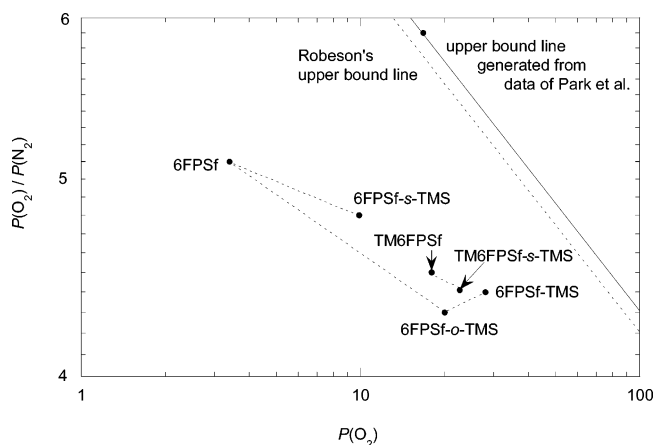 6
Robeson's
upper bound line
upper bound line
generated from
data of Park et al.
P(O2) / P(N2)
6FPSf
5
6FPSf-s-TMS
TM6FPSf
TM6FPSf-s-TMS
6FPSf-TMS
6FPSf-o-TMS
4
1
10
100
P(O2)